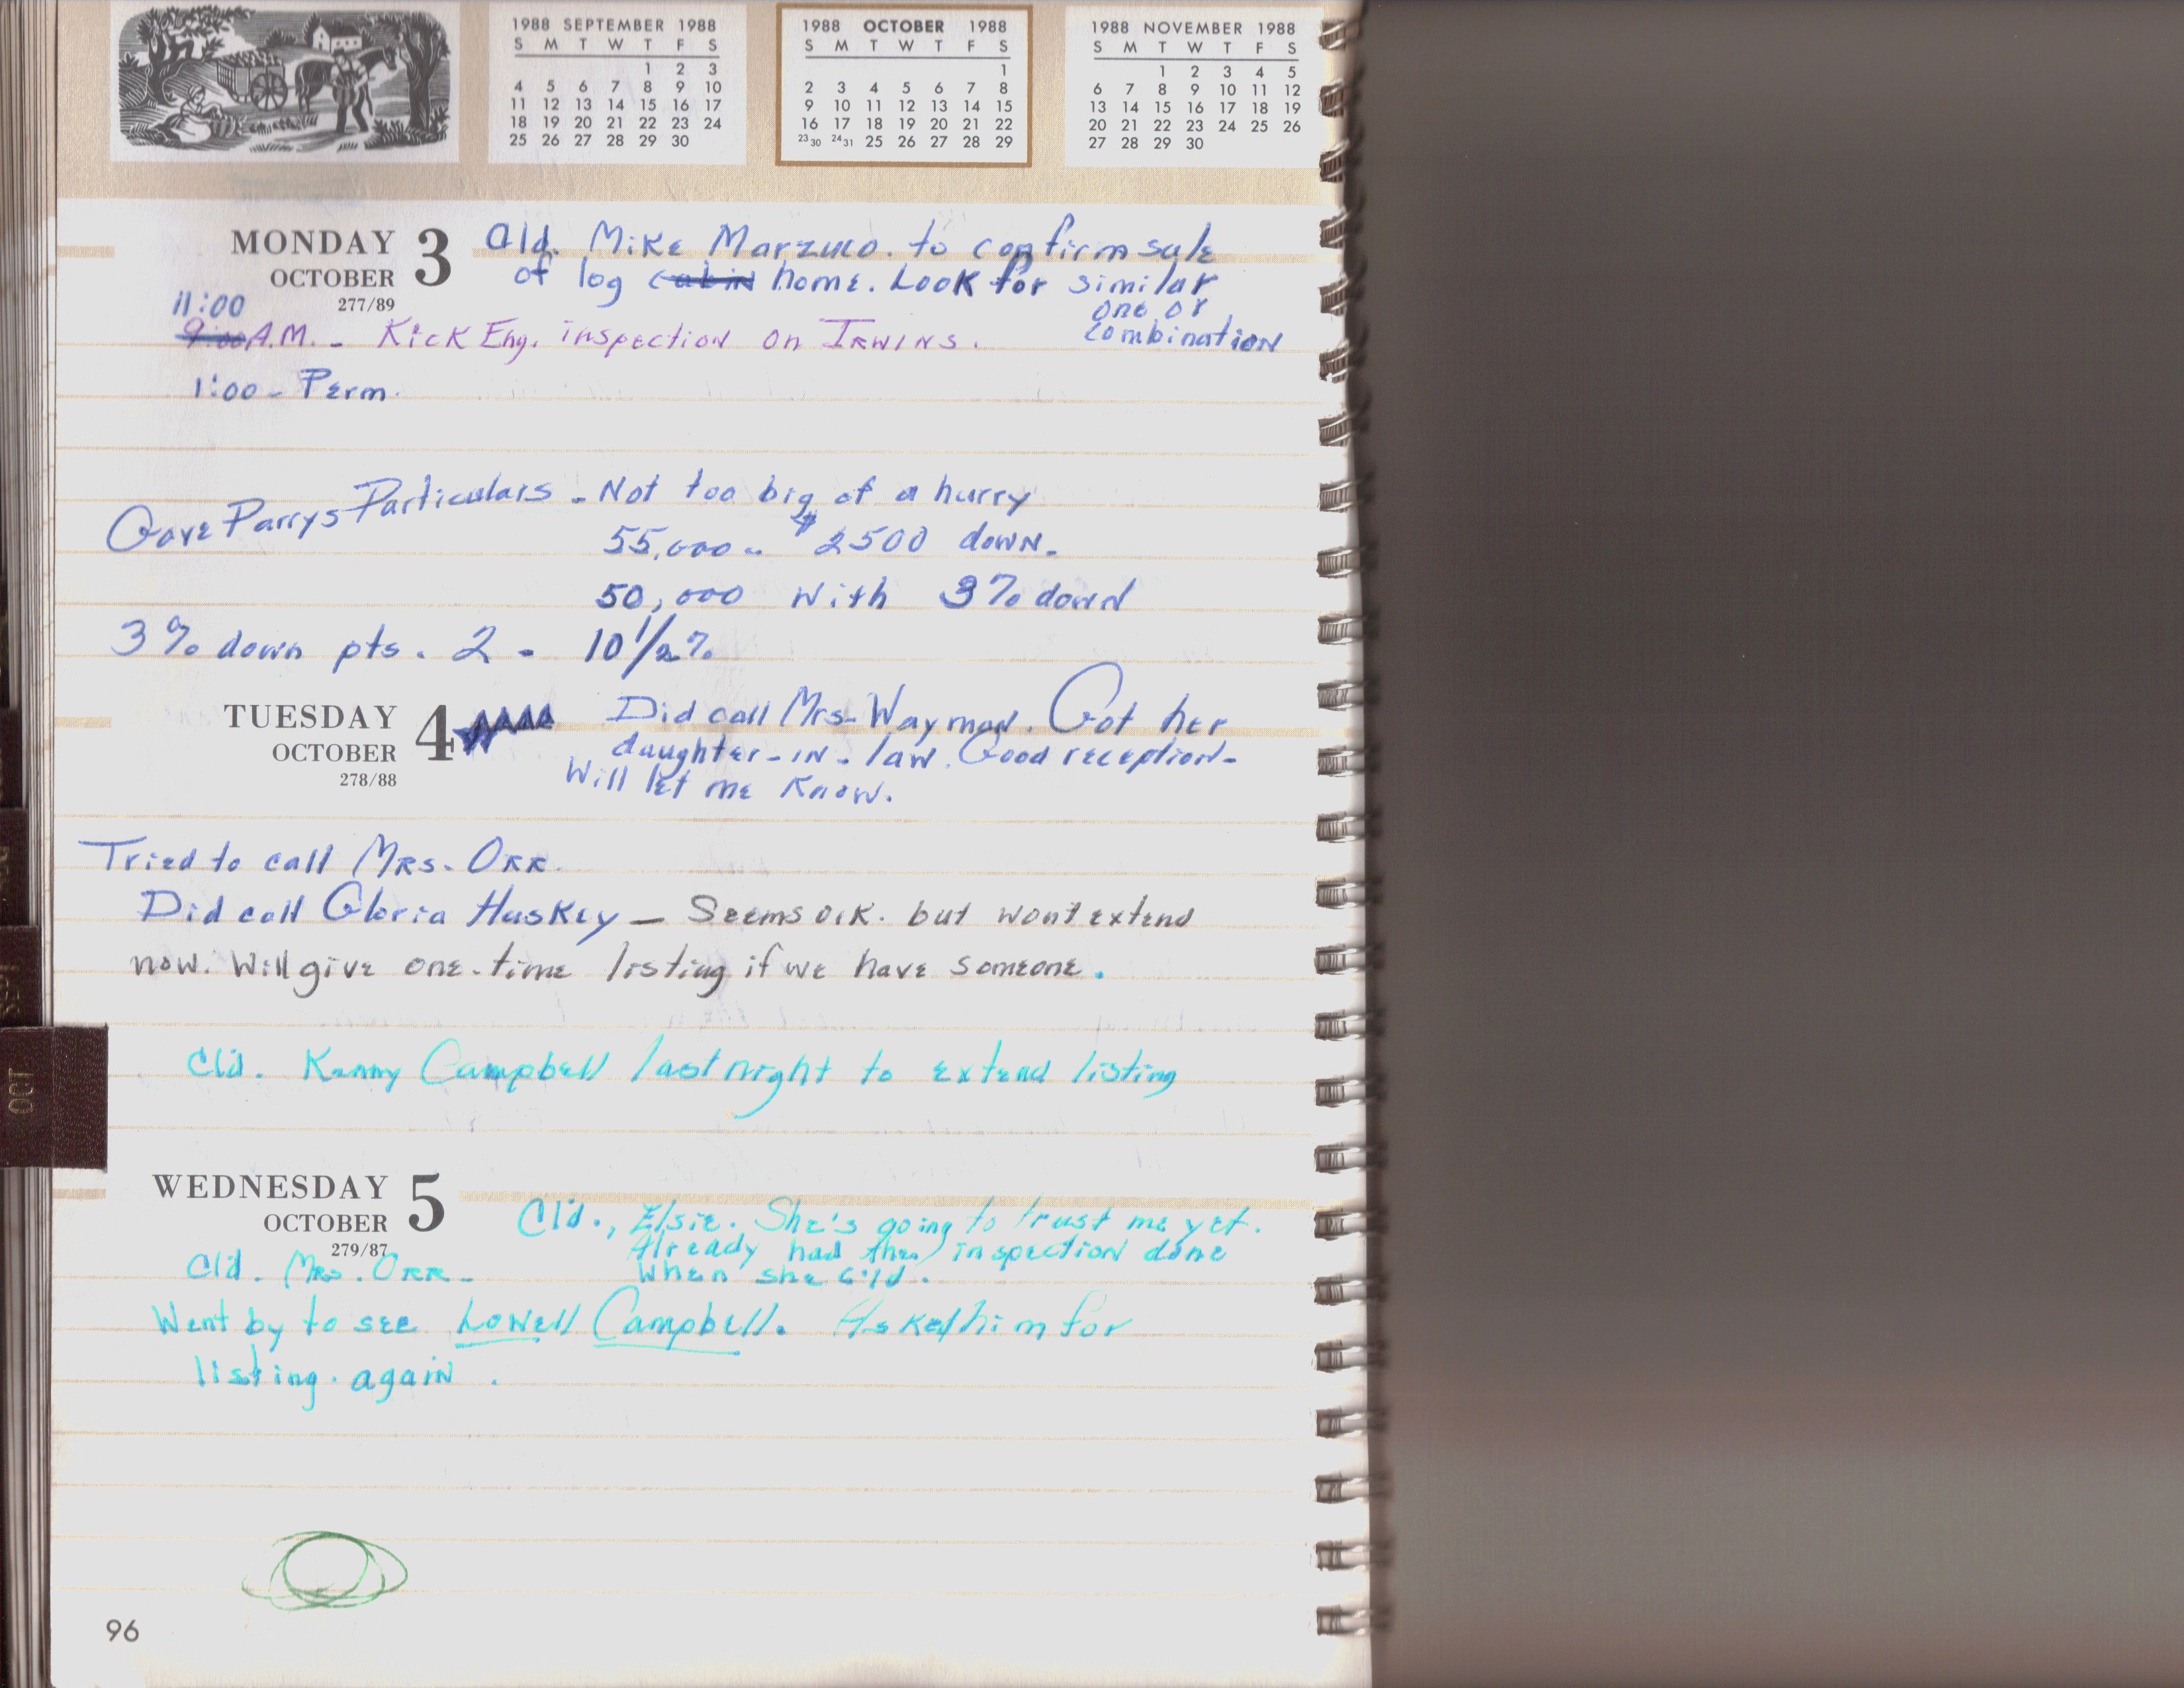 1988 SEPTEMBER 1988
S M T W T F S
1 2 3
4 5 6 7 8 9 10
11 12 13 14 15 16 17
18 19 20 21 22 23 24
25 26 27 28 29 30
1988 OCTOBER 1988
S M T W T F S
1
2 3 4 5 6 7 8
9 10 11 12 13 14 15
16 17 18 19 20 21 22
23 30 24 31 25 26 27 28 29
1988 NOVEMBER 1988
S M T W T F S
1 2 3 4 5
6 7 8 9 10 11 12
13 14 15 16 17 18 19
20 21 22 23 24 25 26
27 28 29 30
MONDAY 3
OCTOBER
277/89
Cld. Mike Marzuco. to confirm sale
of log cabin home. Look for similar
one or
combination
11:00
9:00 A.M. - Kick Eng. inspection on IRWINS.
1:00 - Perm.
Gave Parrys Particulars - Not too big of a hurry
55,000 - $2500 down.
50,000 with 3% down
3% down pts. 2 - 10 1/2 %
TUESDAY 4
OCTOBER
278/88
Did call Mrs. Wayman. Got her
daughter-in-law. Good reception-
Will let me know.
Tried to call MRS. ORR.
Did call Gloria Huskey — Seems O.K. but wont extend
now. Will give one-time listing if we have someone.
Cl'd. Kenny Campbell last night to extend listing
OCT
WEDNESDAY 5
OCTOBER
279/87
Cl'd., Elsie. She's going to trust me yet.
Already had the inspection done
when she cl'd.
Cl'd. Mrs. ORR -
Went by to see Lowell Campbell. Asked him for
listing. again.
96